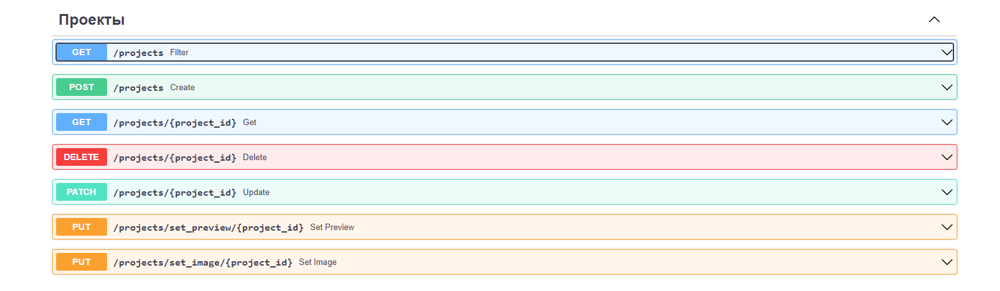 Проекты
GET /projects Filter
POST /projects Create
GET /projects/{project_id} Get
DELETE /projects/{project_id} Delete
PATCH /projects/{project_id} Update
PUT /projects/set_preview/{project_id} Set Preview
PUT /projects/set_image/{project_id} Set Image